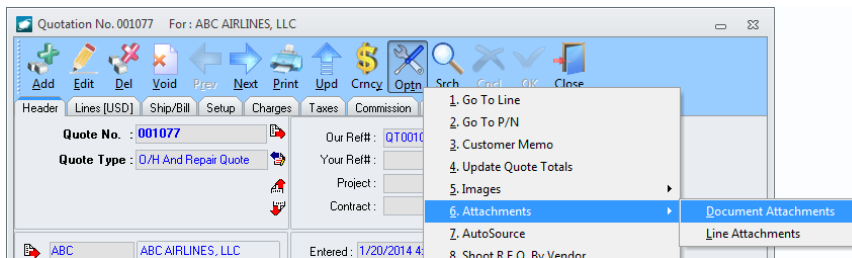 Quotation No. 001077 For : ABC AIRLINES, LLC
Add Edit Del Void Prev Next Print Upd Crncy Optn Srch Cncl OK Close
Header Lines [USD] Ship/Bill Setup Charges Taxes Commission
Quote No. : 001077
Our Ref# : QT0010
Quote Type : O/H And Repair Quote
Your Ref# :
Project :
Contract :
ABC ABC AIRLINES, LLC
Entered : 1/20/2014 4:
1. Go To Line
2. Go To P/N
3. Customer Memo
4. Update Quote Totals
5. Images
6. Attachments
7. AutoSource
8. Shoot R.F.Q. By Vendor
Document Attachments
Line Attachments